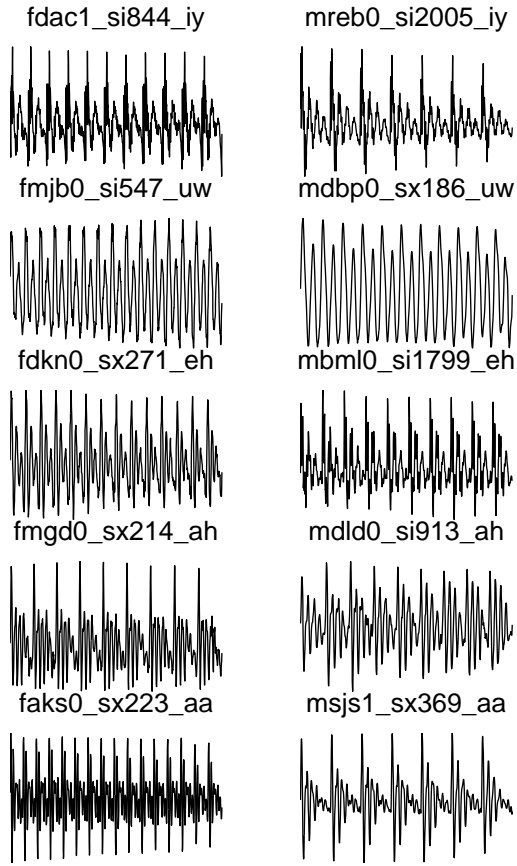 fdac1_si844_iy
mreb0_si2005_iy
fmjb0_si547_uw
mdbp0_sx186_uw
fdkn0_sx271_eh
mbml0_si1799_eh
fmgd0_sx214_ah
mdld0_si913_ah
faks0_sx223_aa
msjs1_sx369_aa